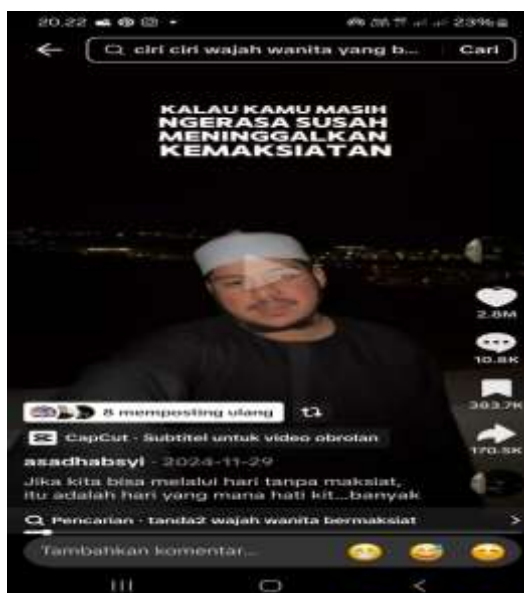 20.22
23%
ciri ciri wajah wanita yang b... Cari
KALAU KAMU MASIH
NGERASA SUSAH
MENINGGALKAN
KEMAKSIATAN
2.8M
10.8K
303.7K
170.5K
8 memposting ulang
CapCut · Subtitel untuk video obrolan
asadhabsyi · 2024-11-29
Jika kita bisa melalui hari tanpa maksiat,
itu adalah hari yang mana hati kit...banyak
Pencarian · tanda2 wajah wanita bermaksiat
Tambahkan komentar...